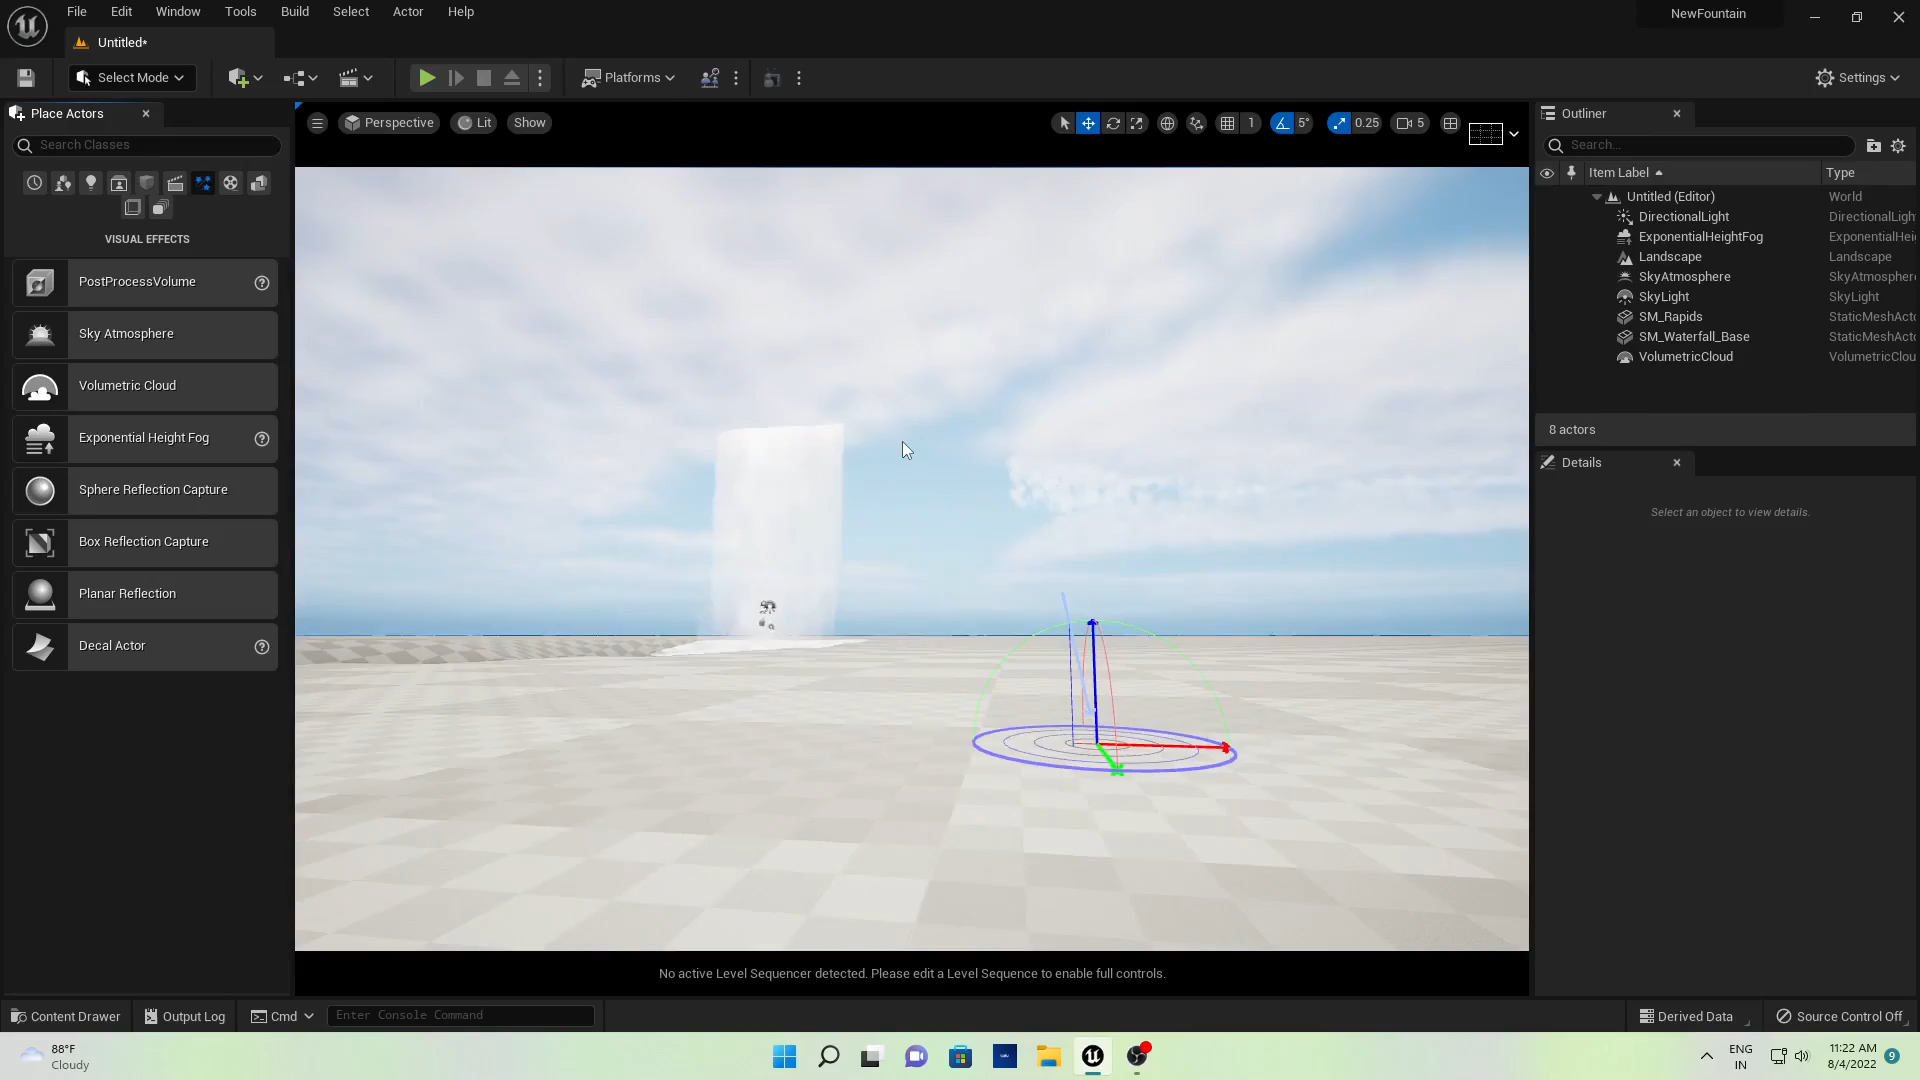 File Edit Window Tools Build Select Actor Help
NewFountain
Untitled*
Select Mode
Platforms
Settings
Place Actors
Search Classes
VISUAL EFFECTS
PostProcessVolume
Sky Atmosphere
Volumetric Cloud
Exponential Height Fog
Sphere Reflection Capture
Box Reflection Capture
Planar Reflection
Decal Actor
Perspective Lit Show
1 5° 0.25 5
No active Level Sequencer detected. Please edit a Level Sequence to enable full controls.
Outliner
Search...
Item Label Type
Untitled (Editor) World
DirectionalLight DirectionalLigh
ExponentialHeightFog ExponentialHei
Landscape Landscape
SkyAtmosphere SkyAtmospher
SkyLight SkyLight
SM_Rapids StaticMeshActo
SM_Waterfall_Base StaticMeshActo
VolumetricCloud VolumetricClou
8 actors
Details
Select an object to view details.
Content Drawer Output Log Cmd Enter Console Command
Derived Data Source Control Off
88°F
Cloudy
ENG
IN
11:22 AM
8/4/2022
9